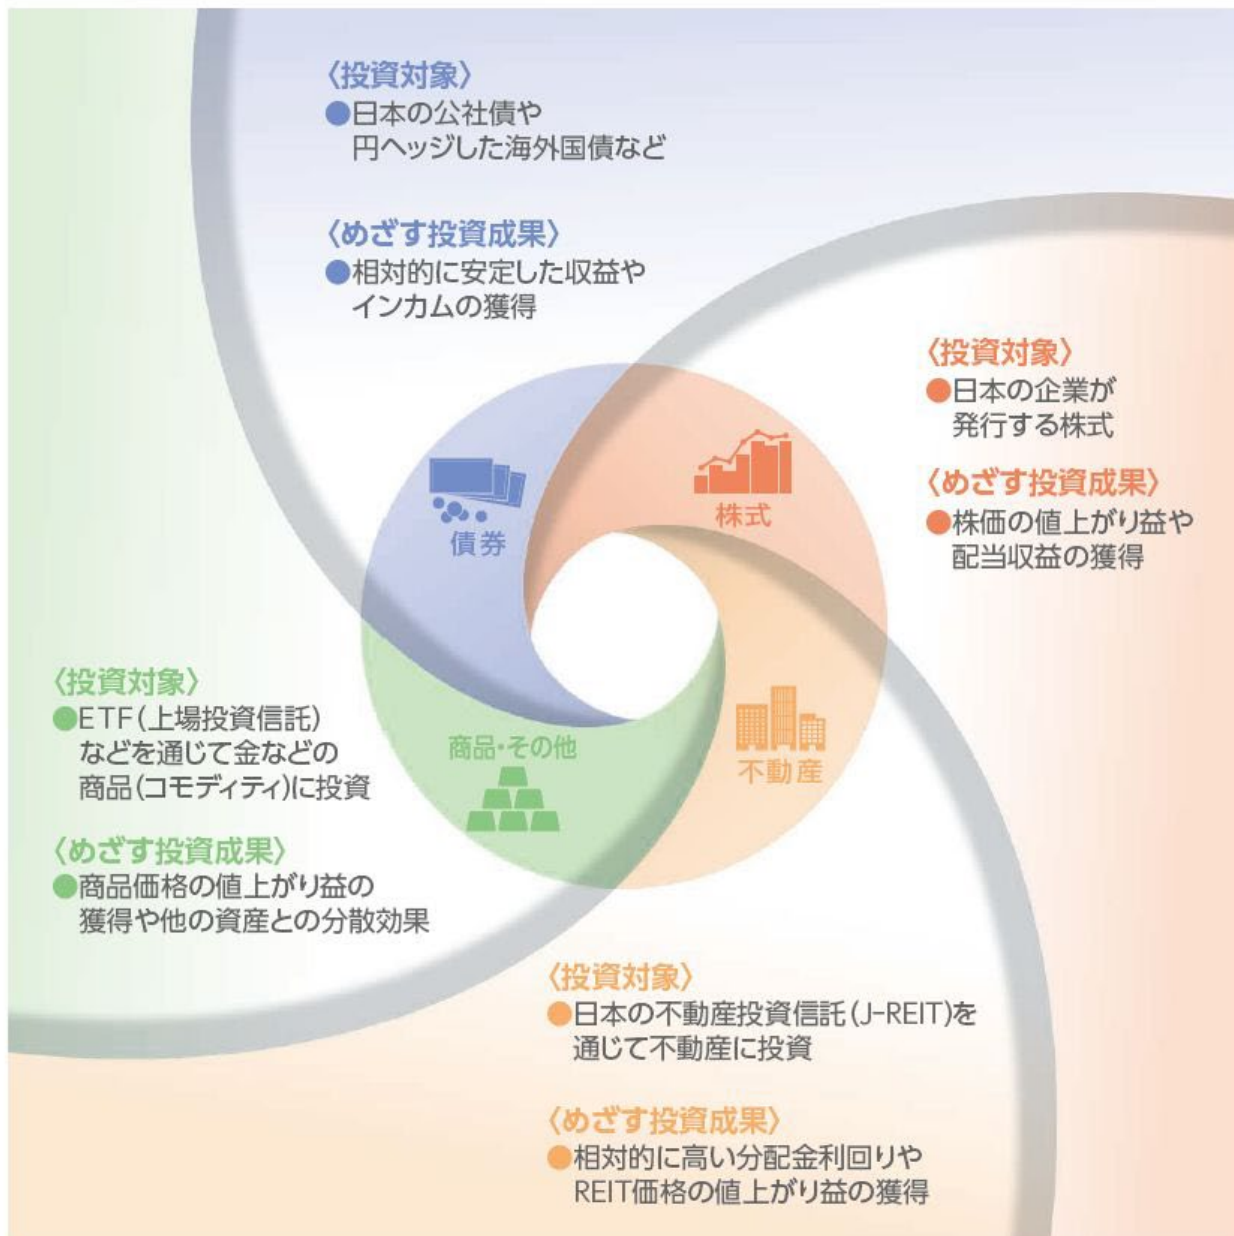 〈投資対象〉
●日本の公社債や
円ヘッジした海外国債など
〈めざす投資成果〉
●相対的に安定した収益や
インカムの獲得
〈投資対象〉
●日本の企業が
発行する株式
〈めざす投資成果〉
●株価の値上がり益や
配当収益の獲得
債券
株式
商品・その他
不動産
〈投資対象〉
●ETF(上場投資信託)
などを通じて金などの
商品(コモディティ)に投資
〈めざす投資成果〉
●商品価格の値上がり益の
獲得や他の資産との分散効果
〈投資対象〉
●日本の不動産投資信託(J-REIT)を
通じて不動産に投資
〈めざす投資成果〉
●相対的に高い分配金利回りや
REIT価格の値上がり益の獲得